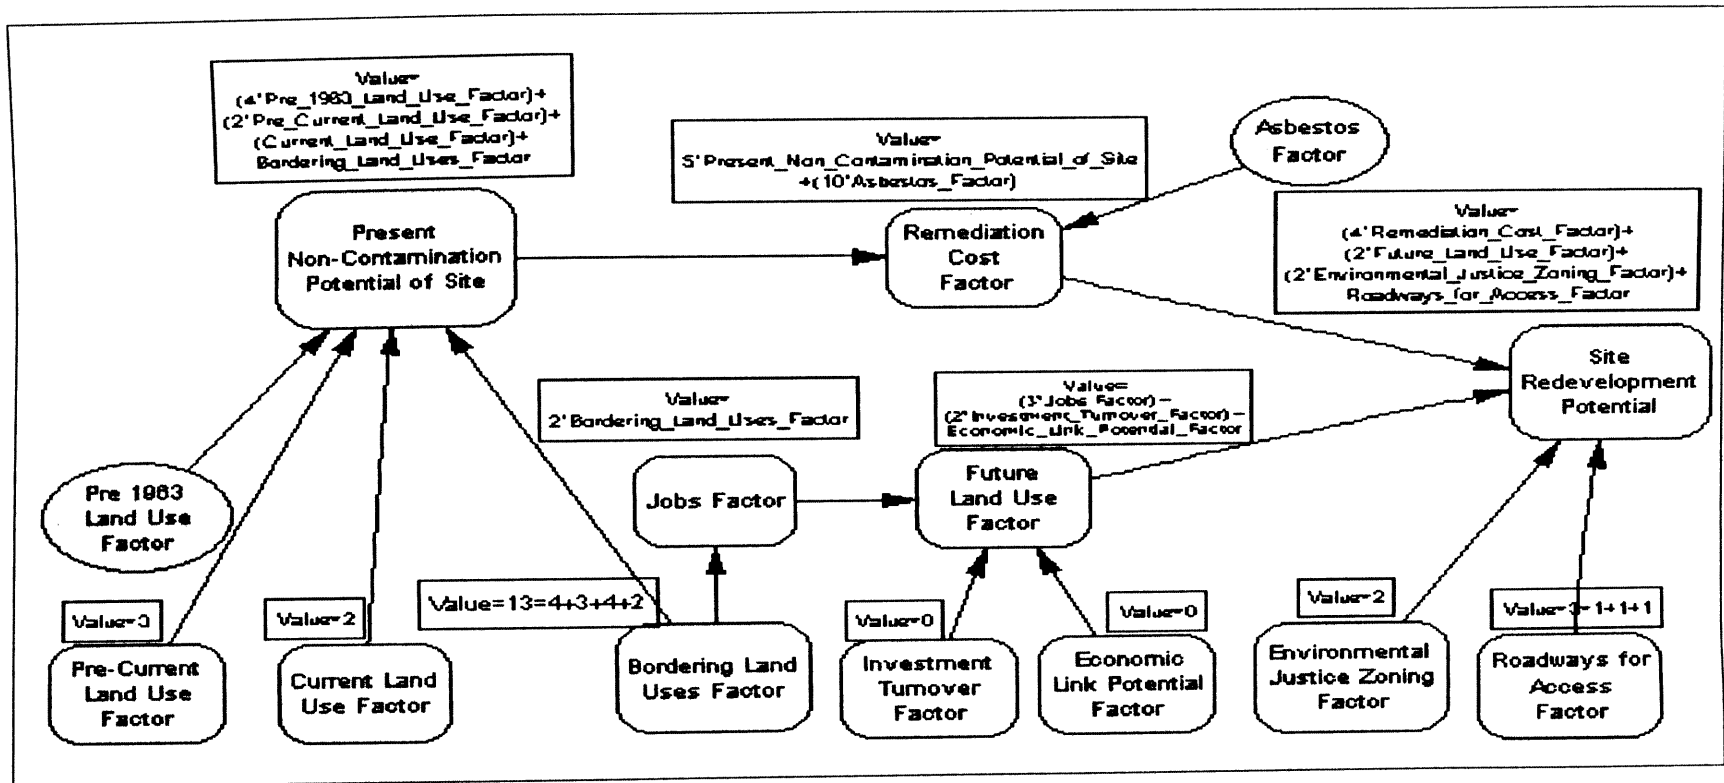 Value=
(4*Pre_1963_Land_Use_Factor)+
(2*Pre_Current_Land_Use_Factor)+
(Current_Land_Use_Factor)+
Bordering_Land_Uses_Factor
Value=
5*Present_Non_Contamination_Potential_of_Site
+(10*Asbestos_Factor)
Asbestos
Factor
Value=
(4*Remediation_Cost_Factor)+
(2*Future_Land_Use_Factor)+
(2*Environmental_Justice_Zoning_Factor)+
Roadways_for_Access_Factor
Present
Non-Contamination
Potential of Site
Remediation
Cost
Factor
Site
Redevelopment
Potential
Value=
2*Bordering_Land_Uses_Factor
Value=
(3*Jobs_Factor)-
(2*Investment_Turnover_Factor)-
Economic_Link_Potential_Factor
Pre 1963
Land Use
Factor
Jobs Factor
Future
Land Use
Factor
Value=3
Value=2
Value=13=4+3+4+2
Value=0
Value=0
Value=2
Value=3=1+1+1
Pre-Current
Land Use
Factor
Current Land
Use Factor
Bordering Land
Uses Factor
Investment
Turnover
Factor
Economic
Link Potential
Factor
Environmental
Justice Zoning
Factor
Roadways for
Access
Factor